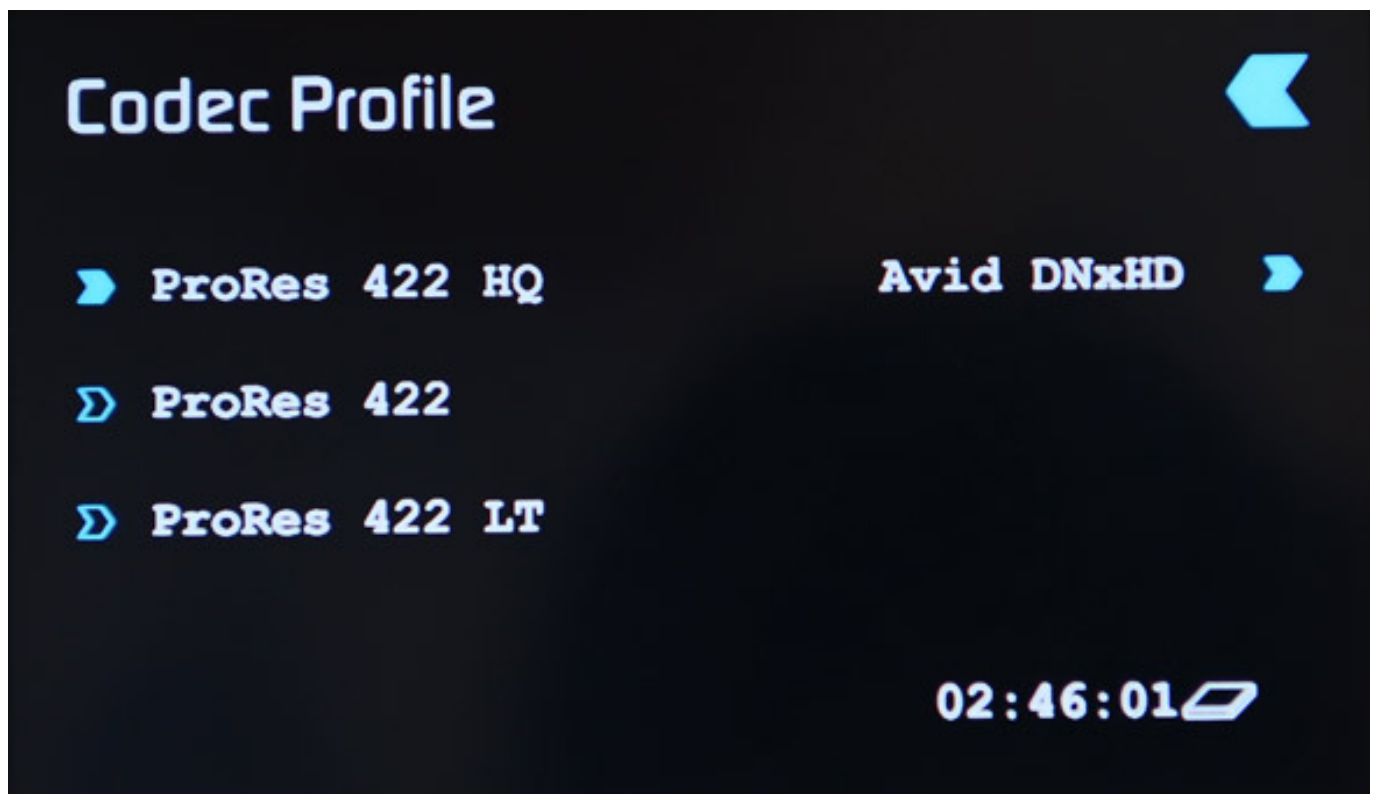 Codec Profile
ProRes 422 HQ
Avid DNxHD
ProRes 422
ProRes 422 LT
02:46:01